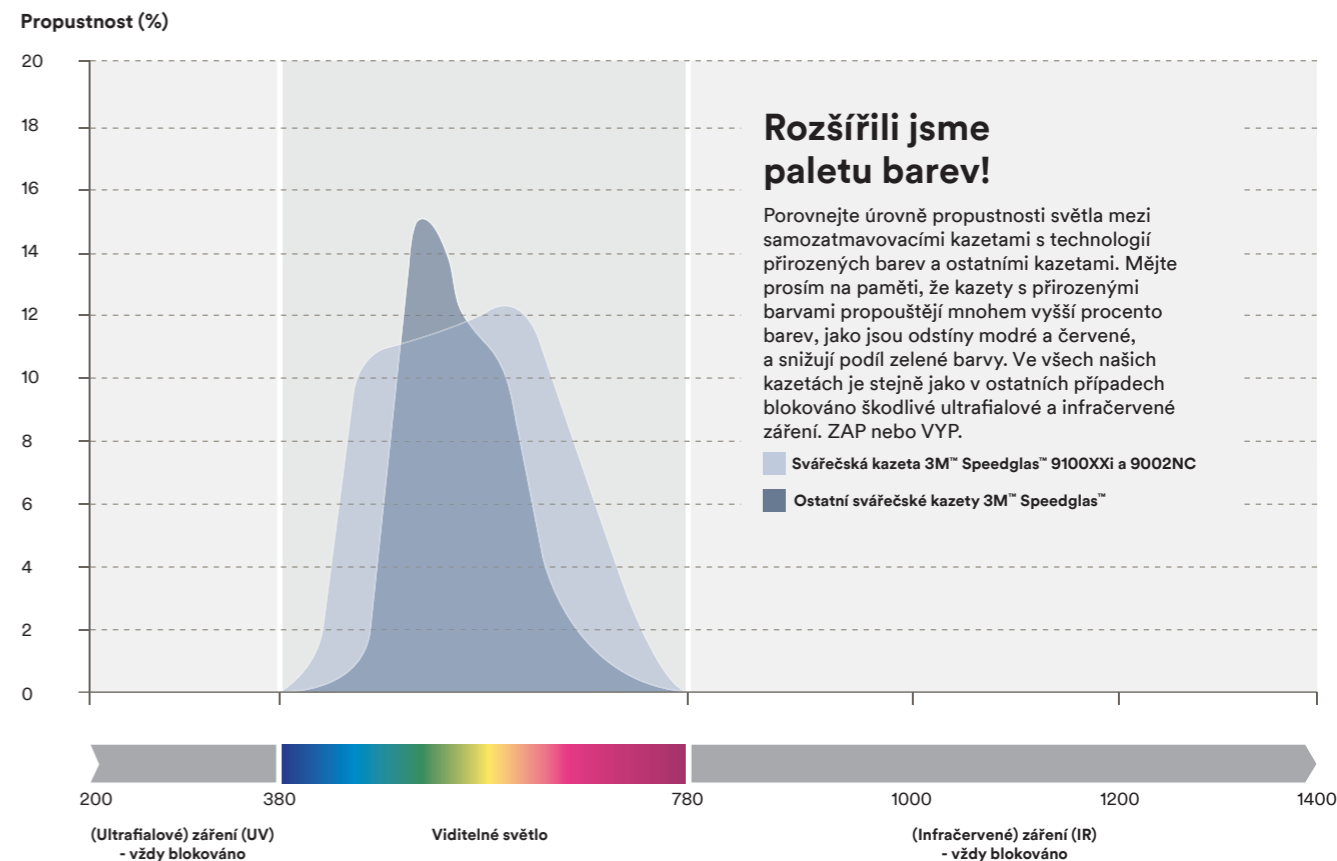 Propustnost (%)
20
18
16
14
12
10
8
6
4
2
0
Rozšířili jsme
paletu barev!
Porovnejte úrovně propustnosti světla mezi
samozatmavovacími kazetami s technologií
přirozených barev a ostatními kazetami. Mějte
prosím na paměti, že kazety s přirozenými
barvami propouštějí mnohem vyšší procento
barev, jako jsou odstíny modré a červené,
a snižují podíl zelené barvy. Ve všech našich
kazetách je stejně jako v ostatních případech
blokováno škodlivé ultrafialové a infračervené
záření. ZAP nebo VYP.
Svářečská kazeta 3M™ Speedglas™ 9100XXi a 9002NC
Ostatní svářečské kazety 3M™ Speedglas™
200 380 780 1000 1200 1400
(Ultrafialové) záření (UV)
- vždy blokováno
Viditelné světlo
(Infračervené) záření (IR)
- vždy blokováno